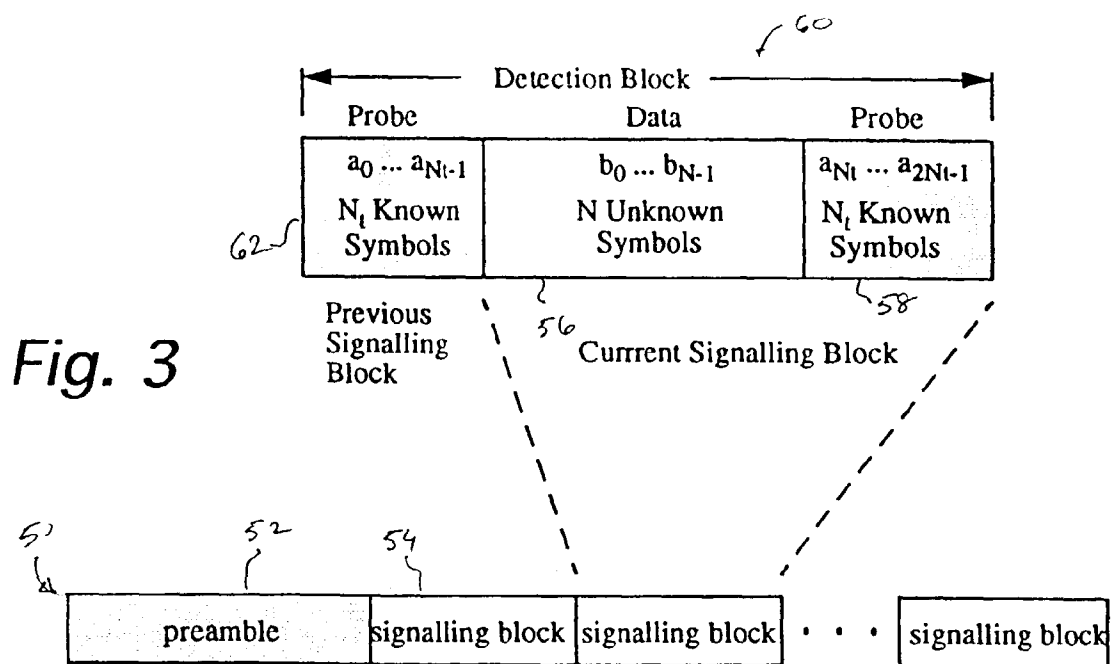 60
Detection Block
Probe Data Probe
a0 ... aNt-1 b0 ... bN-1 aNt ... a2Nt-1
Nt Known Symbols
N Unknown Symbols
Nt Known Symbols
62
56
58
Previous Signalling Block
Currrent Signalling Block
Fig. 3
52
54
preamble signalling block signalling block . . . signalling block